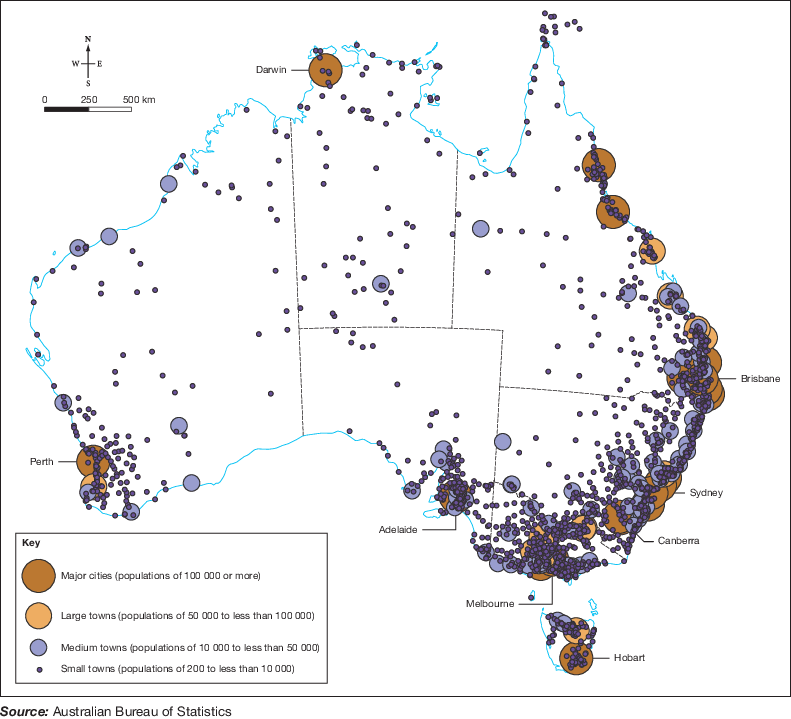 N
W E
S
0 250 500 km
Darwin
Brisbane
Perth
Sydney
Adelaide
Canberra
Melbourne
Hobart
Key
Major cities (populations of 100 000 or more)
Large towns (populations of 50 000 to less than 100 000)
Medium towns (populations of 10 000 to less than 50 000)
Small towns (populations of 200 to less than 10 000)
Source: Australian Bureau of Statistics